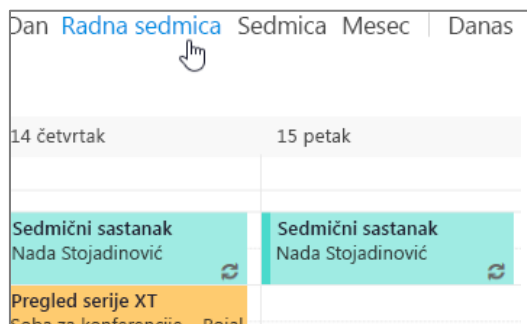 Dan Radna sedmica Sedmica Mesec Danas
14 četvrtak 15 petak
Sedmični sastanak Sedmični sastanak
Nada Stojadinović Nada Stojadinović
Pregled serije XT
Soba za konferencije - Bojal